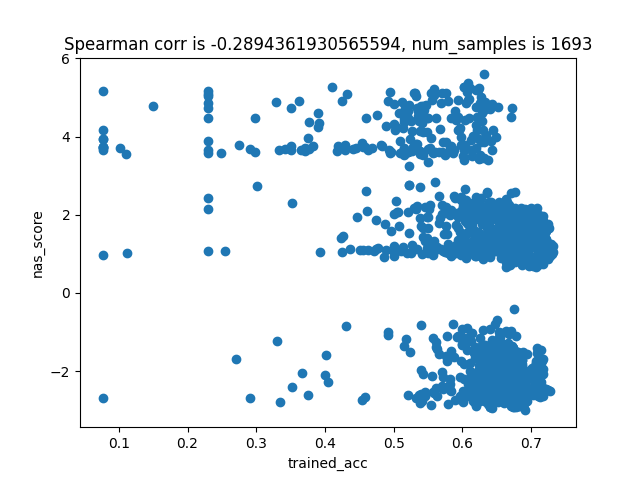 Spearman corr is -0.2894361930565594, num_samples is 1693
6
4
2
0
−2
nas_score
0.1 0.2 0.3 0.4 0.5 0.6 0.7
trained_acc